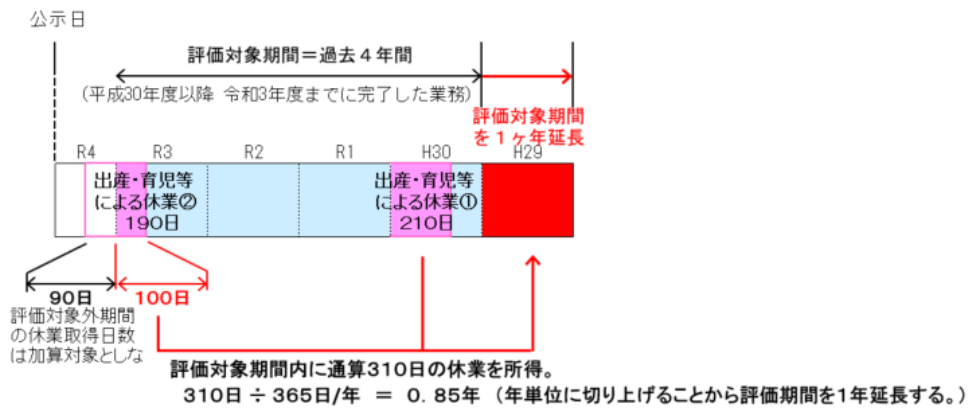 公示日
評価対象期間＝過去４年間
(平成30年度以降 令和3年度までに完了した業務)
評価対象期間
を１ヶ年延長
R4 R3 R2 R1 H30 H29
出産・育児等
による休業②
190日
出産・育児等
による休業①
210日
90日
100日
評価対象外期間
の休業取得日数
は加算対象としな
評価対象期間内に通算310日の休業を所得。
310日 ÷ 365日/年 ＝ 0. 85年 （年単位に切り上げることから評価期間を1年延長する。）